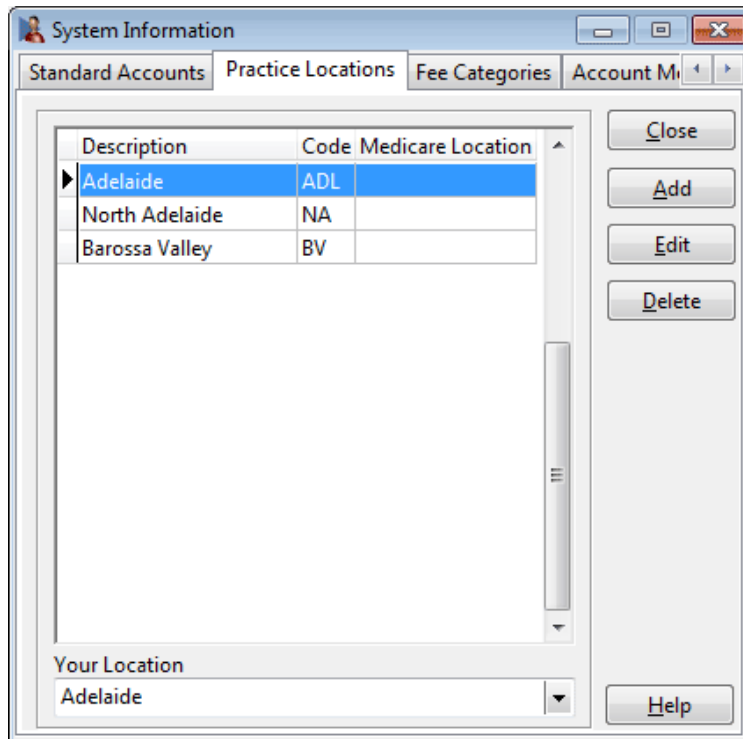 System Information
Standard Accounts Practice Locations Fee Categories Account M
Description Code Medicare Location
Adelaide ADL
North Adelaide NA
Barossa Valley BV
Close
Add
Edit
Delete
Your Location
Adelaide
Help